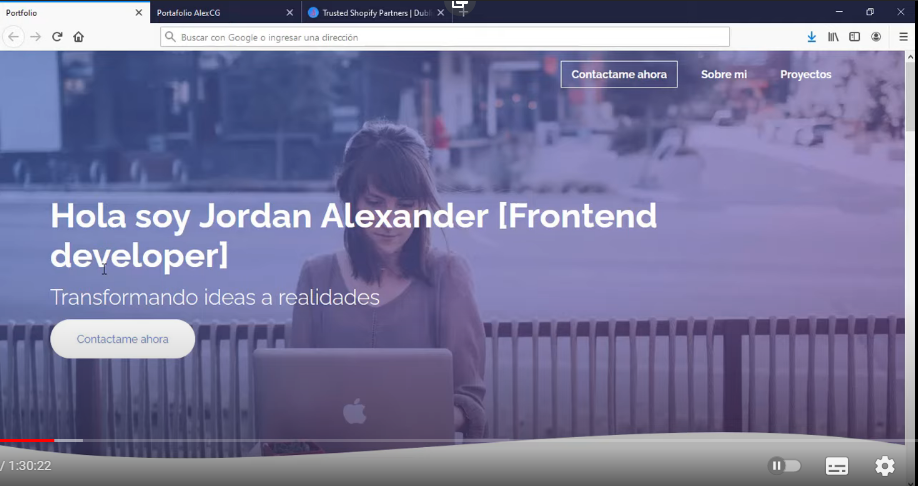 Portfolio
Portafolio AlexCG
Trusted Shopify Partners | Dubl
Buscar con Google o ingresar una dirección
Contactame ahora
Sobre mi
Proyectos
Hola soy Jordan Alexander [Frontend
developer]
Transformando ideas a realidades
Contactame ahora
/ 1:30:22